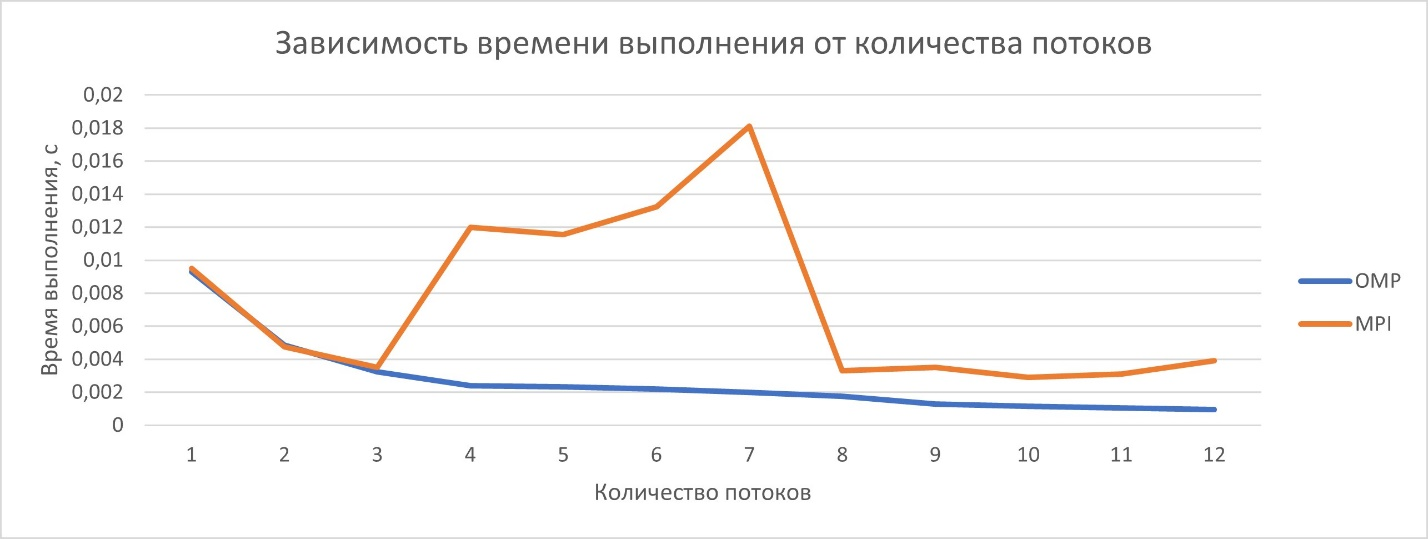 Зависимость времени выполнения от количества потоков
0,02
0,018
0,016
0,014
0,012
0,01
0,008
0,006
0,004
0,002
0
Время выполнения, с
1 2 3 4 5 6 7 8 9 10 11 12
Количество потоков
OMP
MPI